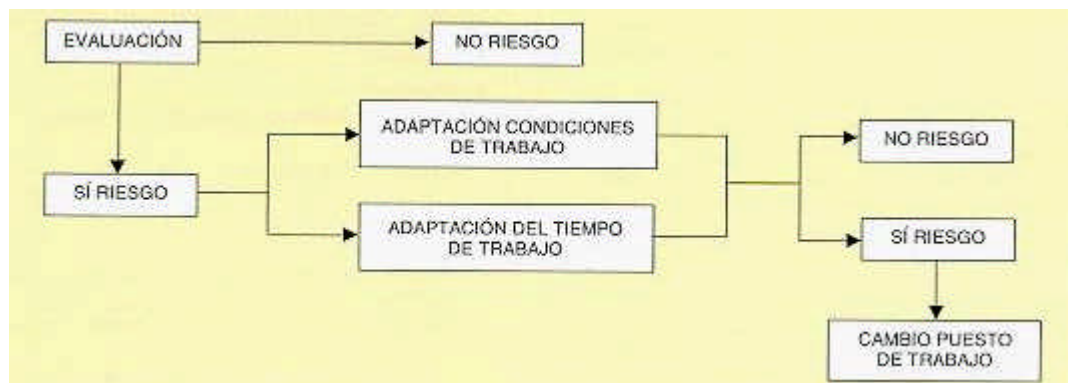 EVALUACIÓN
NO RIESGO
ADAPTACIÓN CONDICIONES
DE TRABAJO
NO RIESGO
SÍ RIESGO
ADAPTACIÓN DEL TIEMPO
DE TRABAJO
SÍ RIESGO
CAMBIO PUESTO
DE TRABAJO